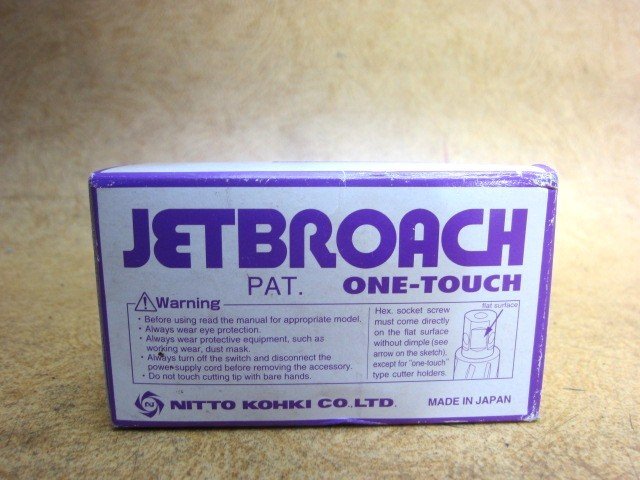 JETBROACH
PAT. ONE-TOUCH
Warning
• Before using read the manual for appropriate model.
• Always wear eye protection.
• Always wear protective equipment, such as
working wear, dust mask.
• Always turn off the switch and disconnect the
power supply cord before removing the accessory.
• Do not touch cutting tip with bare hands.
Hex. socket screw
must come directly
on the flat surface
without dimple (see
arrow on the sketch),
except for "one-touch"
type cutter holders.
flat surface
NITTO KOHKI CO.,LTD.
MADE IN JAPAN